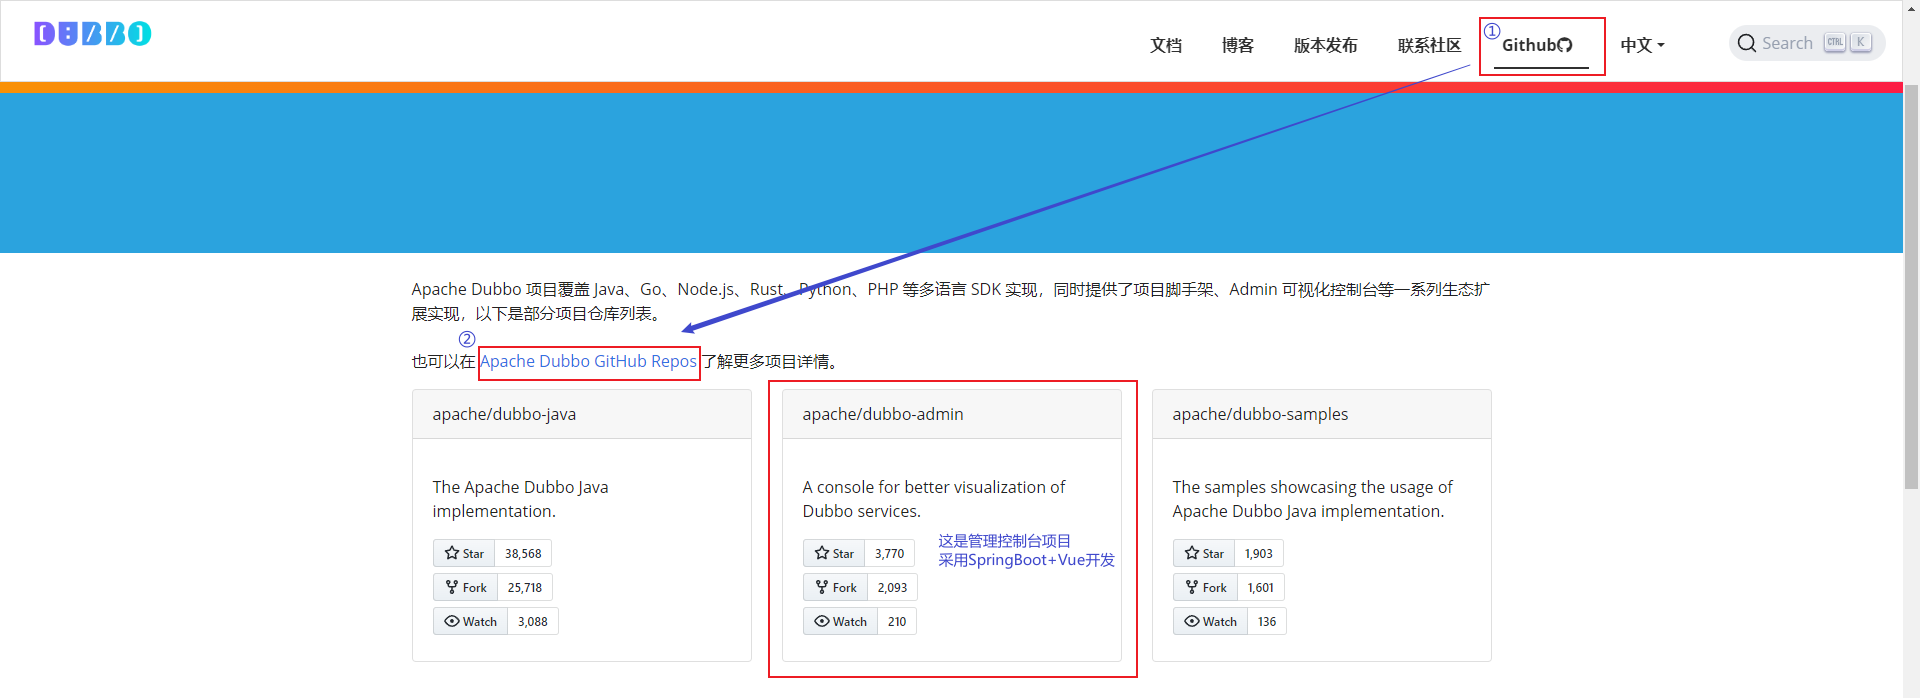 DUBBO
文档 博客 版本发布 联系社区 ① Github 中文 Search CTRL K
Apache Dubbo 项目覆盖 Java、Go、Node.js、Rust、Python、PHP 等多语言 SDK 实现，同时提供了项目脚手架、Admin 可视化控制台等一系列生态扩
展实现，以下是部分项目仓库列表。
②
也可以在 Apache Dubbo GitHub Repos 了解更多项目详情。
apache/dubbo-java
The Apache Dubbo Java
implementation.
Star 38,568
Fork 25,718
Watch 3,088
apache/dubbo-admin
A console for better visualization of
Dubbo services.
这是管理控制台项目
采用SpringBoot+Vue开发
Star 3,770
Fork 2,093
Watch 210
apache/dubbo-samples
The samples showcasing the usage of
Apache Dubbo Java implementation.
Star 1,903
Fork 1,601
Watch 136